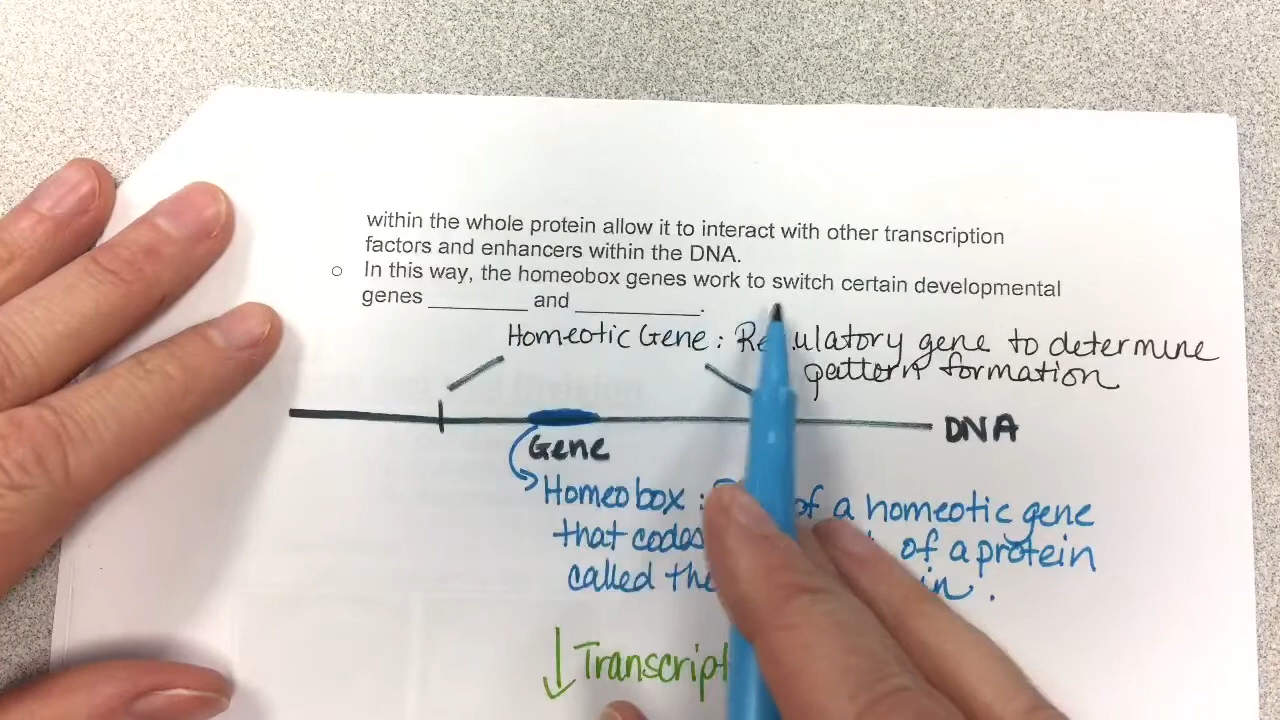 within the whole protein allow it to interact with other transcription
factors and enhancers within the DNA.
○ In this way, the homeobox genes work to switch certain developmental
genes ________ and __________.
Homeotic Gene: gene to determine
pattern formation
DNA
Gene
Homeobox: of a homeotic gene
that codes of a protein
called the
Transcript